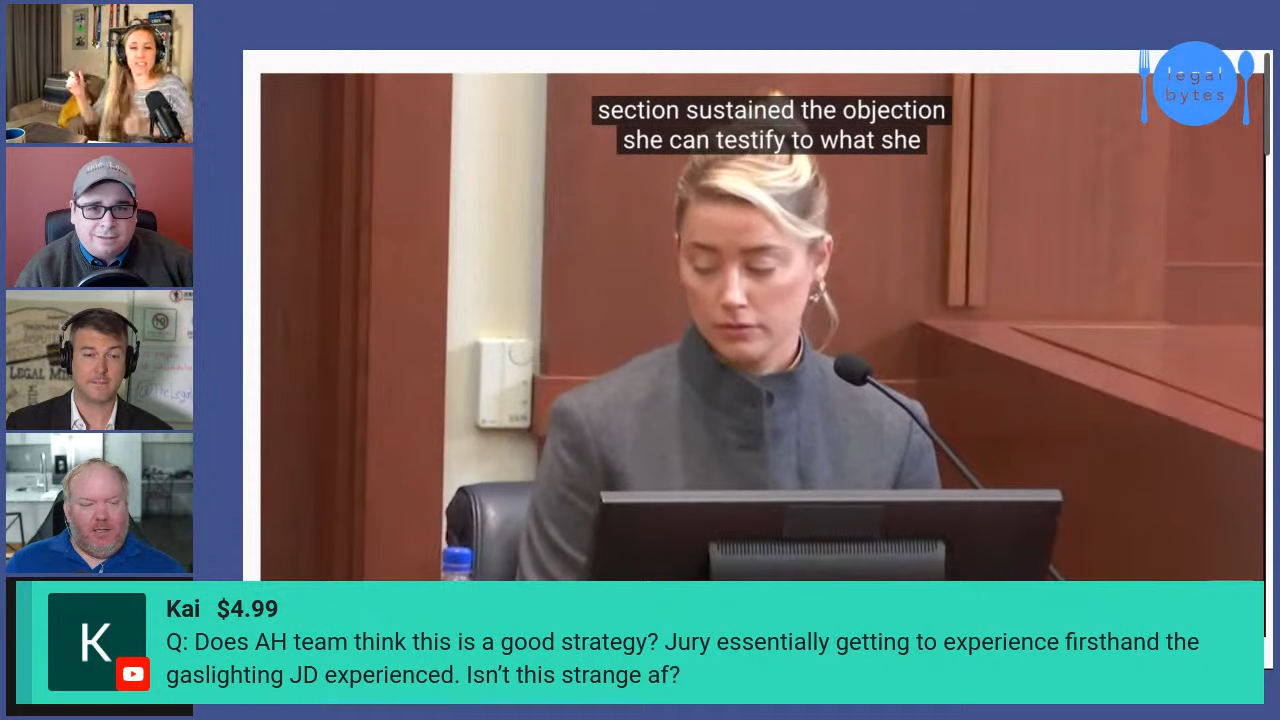 legal
bytes
section sustained the objection
she can testify to what she
LEGAL
K
Kai $4.99
Q: Does AH team think this is a good strategy? Jury essentially getting to experience firsthand the
gaslighting JD experienced. Isn't this strange af?